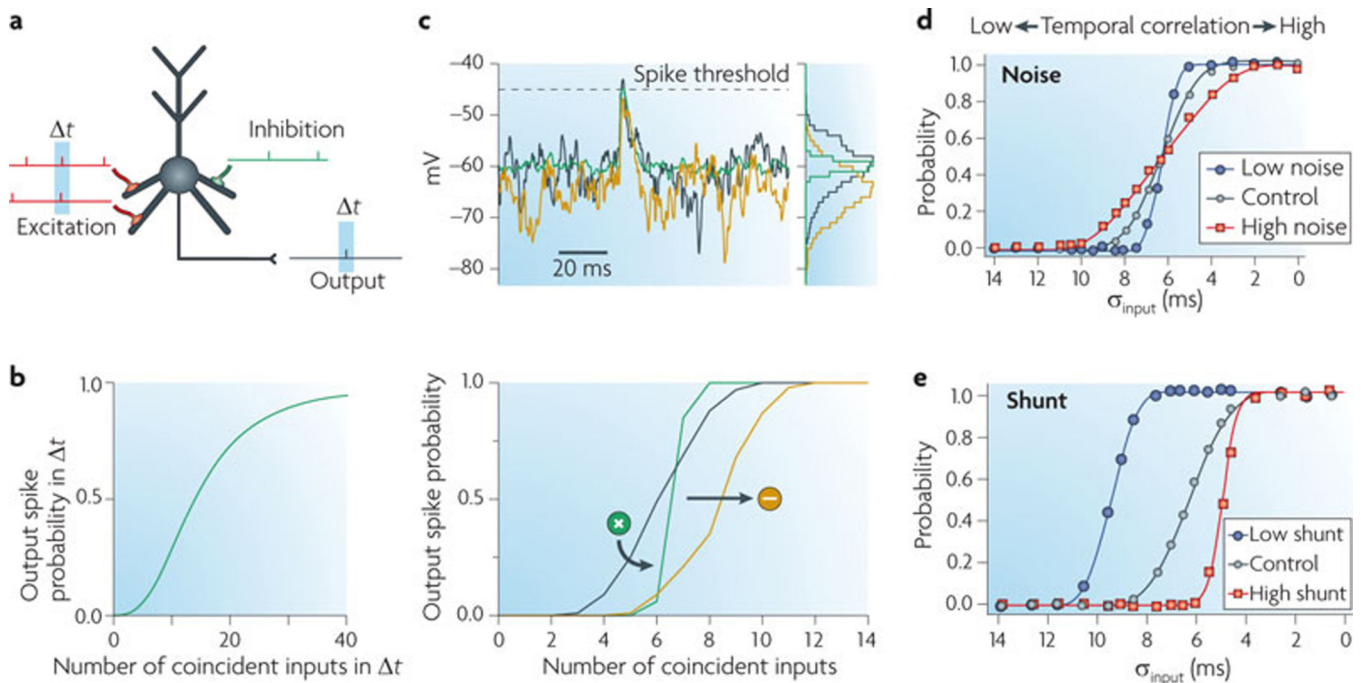 a
Δt
Inhibition
Excitation
Δt
Output
b
Output spike
probability in Δt
1.0
0.5
0.0
0
20
40
Number of coincident inputs in Δt
c
−40
−50
−60
−70
−80
mV
Spike threshold
20 ms
Output spike probability
1.0
0.5
0.0
×
−
0 2 4 6 8 10 12 14
Number of coincident inputs
d
Low Temporal correlation High
Noise
Probability
1.0
0.8
0.6
0.4
0.2
0.0
Low noise
Control
High noise
14 12 10 8 6 4 2 0
σinput (ms)
e
Shunt
Probability
1.0
0.8
0.6
0.4
0.2
0.0
Low shunt
Control
High shunt
14 12 10 8 6 4 2 0
σinput (ms)